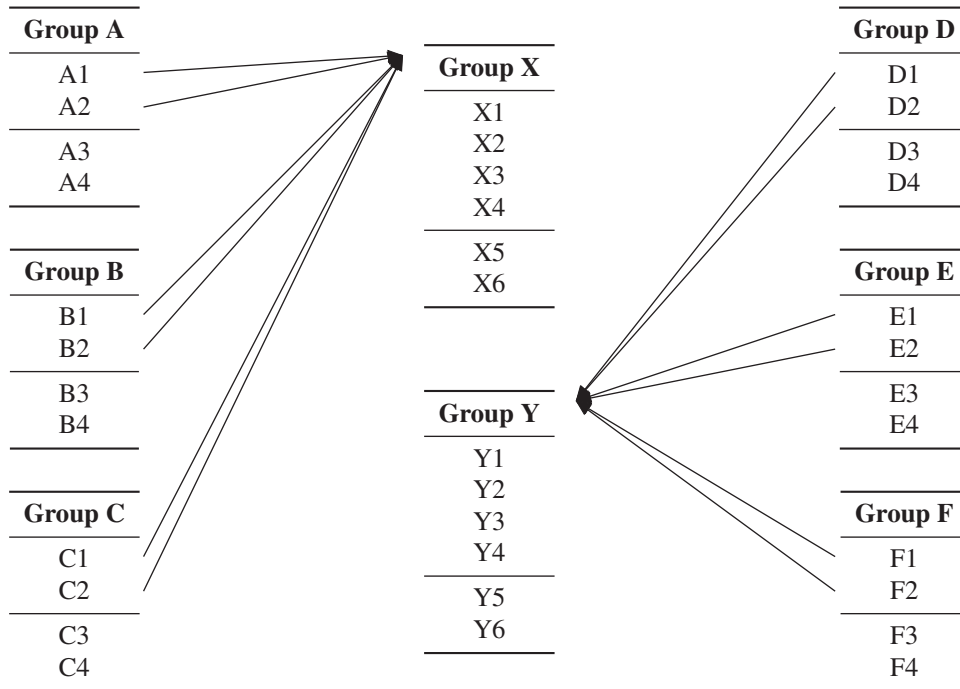 Group A
A1
A2
A3
A4
Group B
B1
B2
B3
B4
Group C
C1
C2
C3
C4
Group X
X1
X2
X3
X4
X5
X6
Group Y
Y1
Y2
Y3
Y4
Y5
Y6
Group D
D1
D2
D3
D4
Group E
E1
E2
E3
E4
Group F
F1
F2
F3
F4